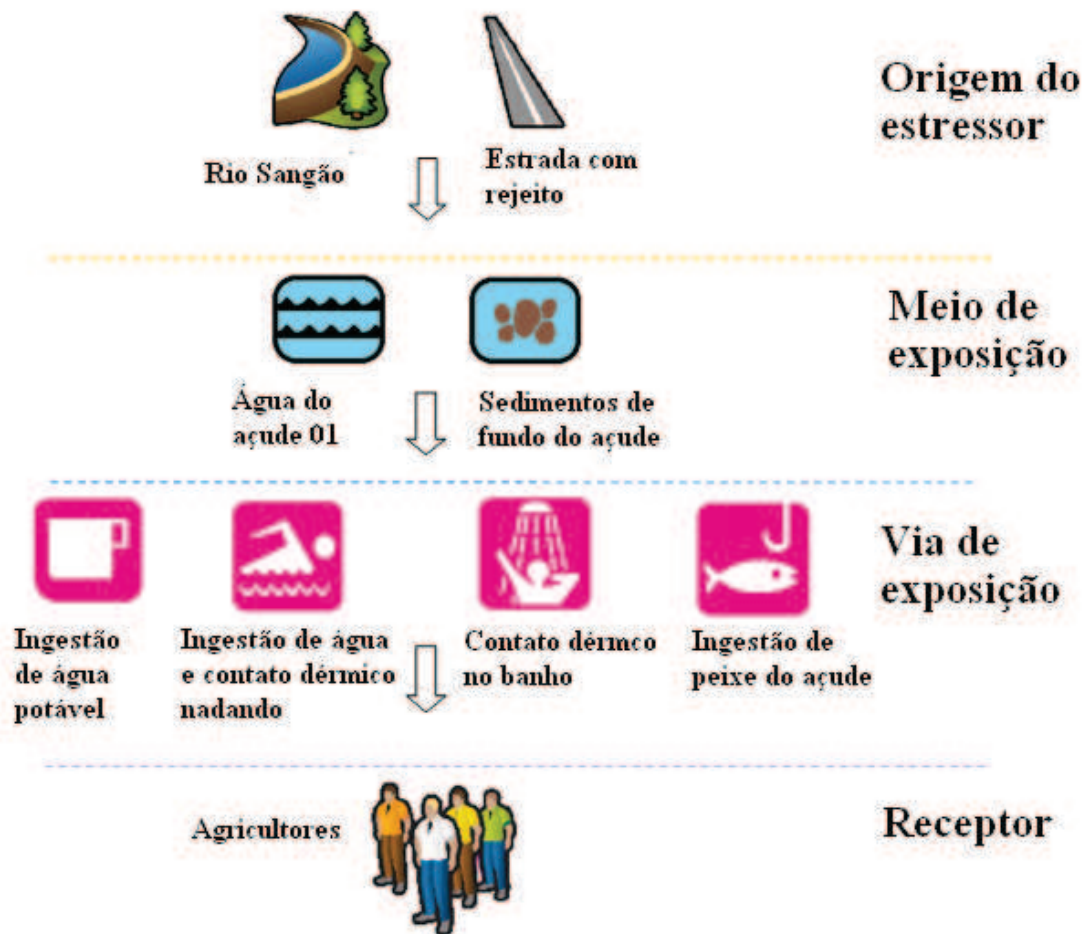 Origem do
estressor
Rio Sangão
Estrada com
rejeito
Meio de
exposição
Água do
açude 01
Sedimentos de
fundo do açude
Via de
exposição
Ingestão
de água
potável
Ingestão de água
e contato dérmico
nadando
Contato dérmco
no banho
Ingestão de
peixe do açude
Agricultores
Receptor